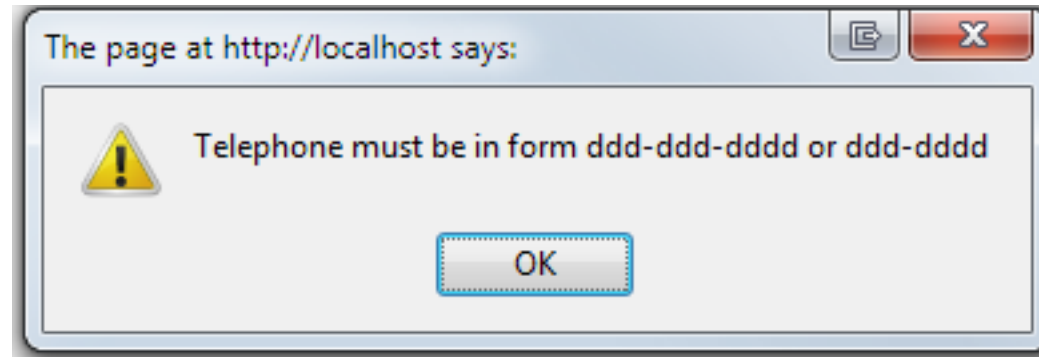 The page at http://localhost says:
Telephone must be in form ddd-ddd-dddd or ddd-dddd
OK